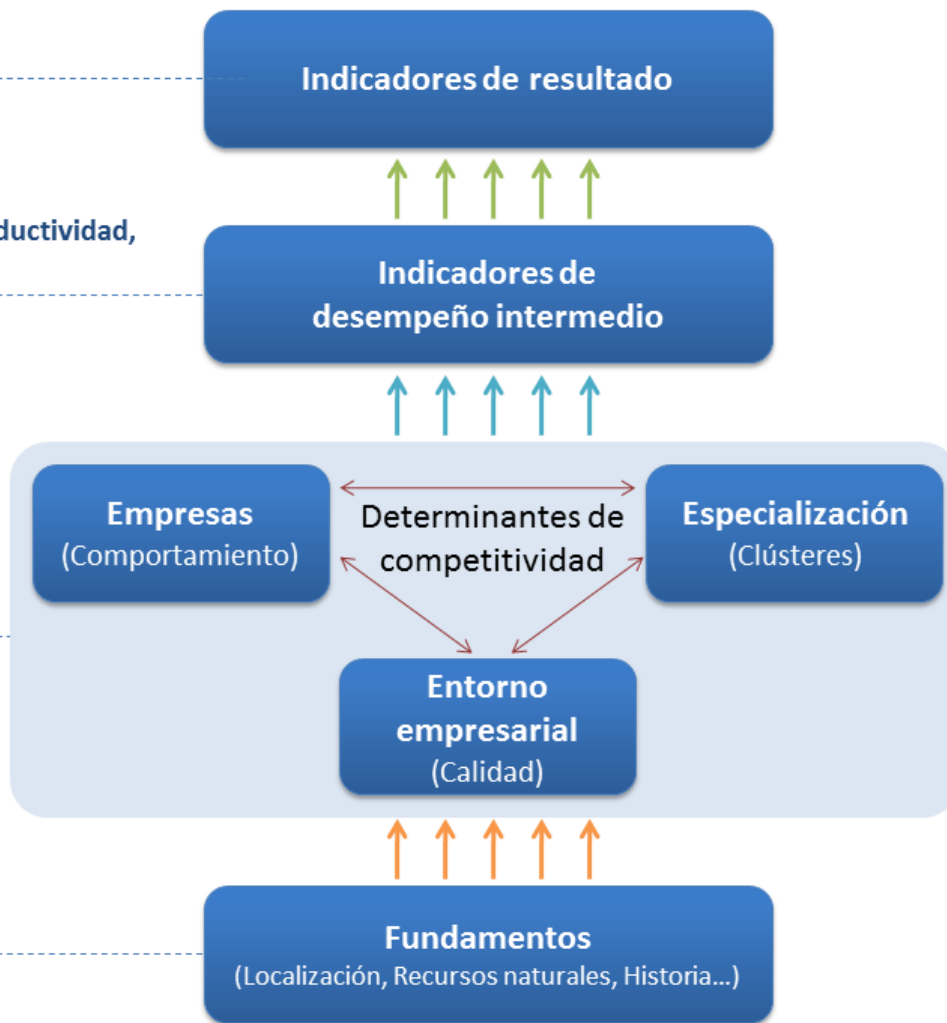 Indicadores de resultado
ductividad,
Indicadores de
desempeño intermedio
Empresas
(Comportamiento)
Determinantes de
competitividad
Especialización
(Clústeres)
Entorno
empresarial
(Calidad)
Fundamentos
(Localización, Recursos naturales, Historia...)